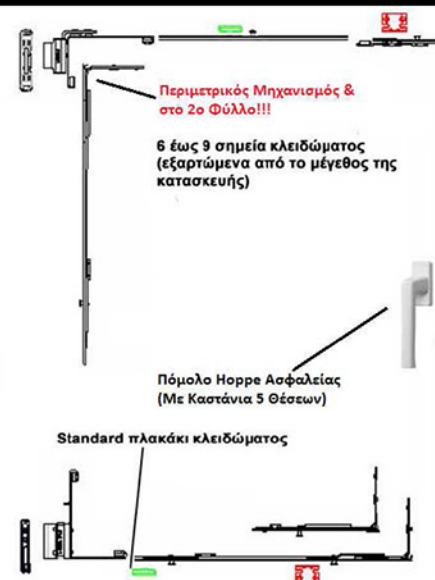 Περιμετρικός Μηχανισμός &
στο 2ο Φύλλο!!!
6 έως 9 σημεία κλειδώματος
(εξαρτώμενα από το μέγεθος της
κατασκευής)
Πόμολο Hoppe Ασφαλείας
(Με Καστάνια 5 Θέσεων)
Standard πλακάκι κλειδώματος